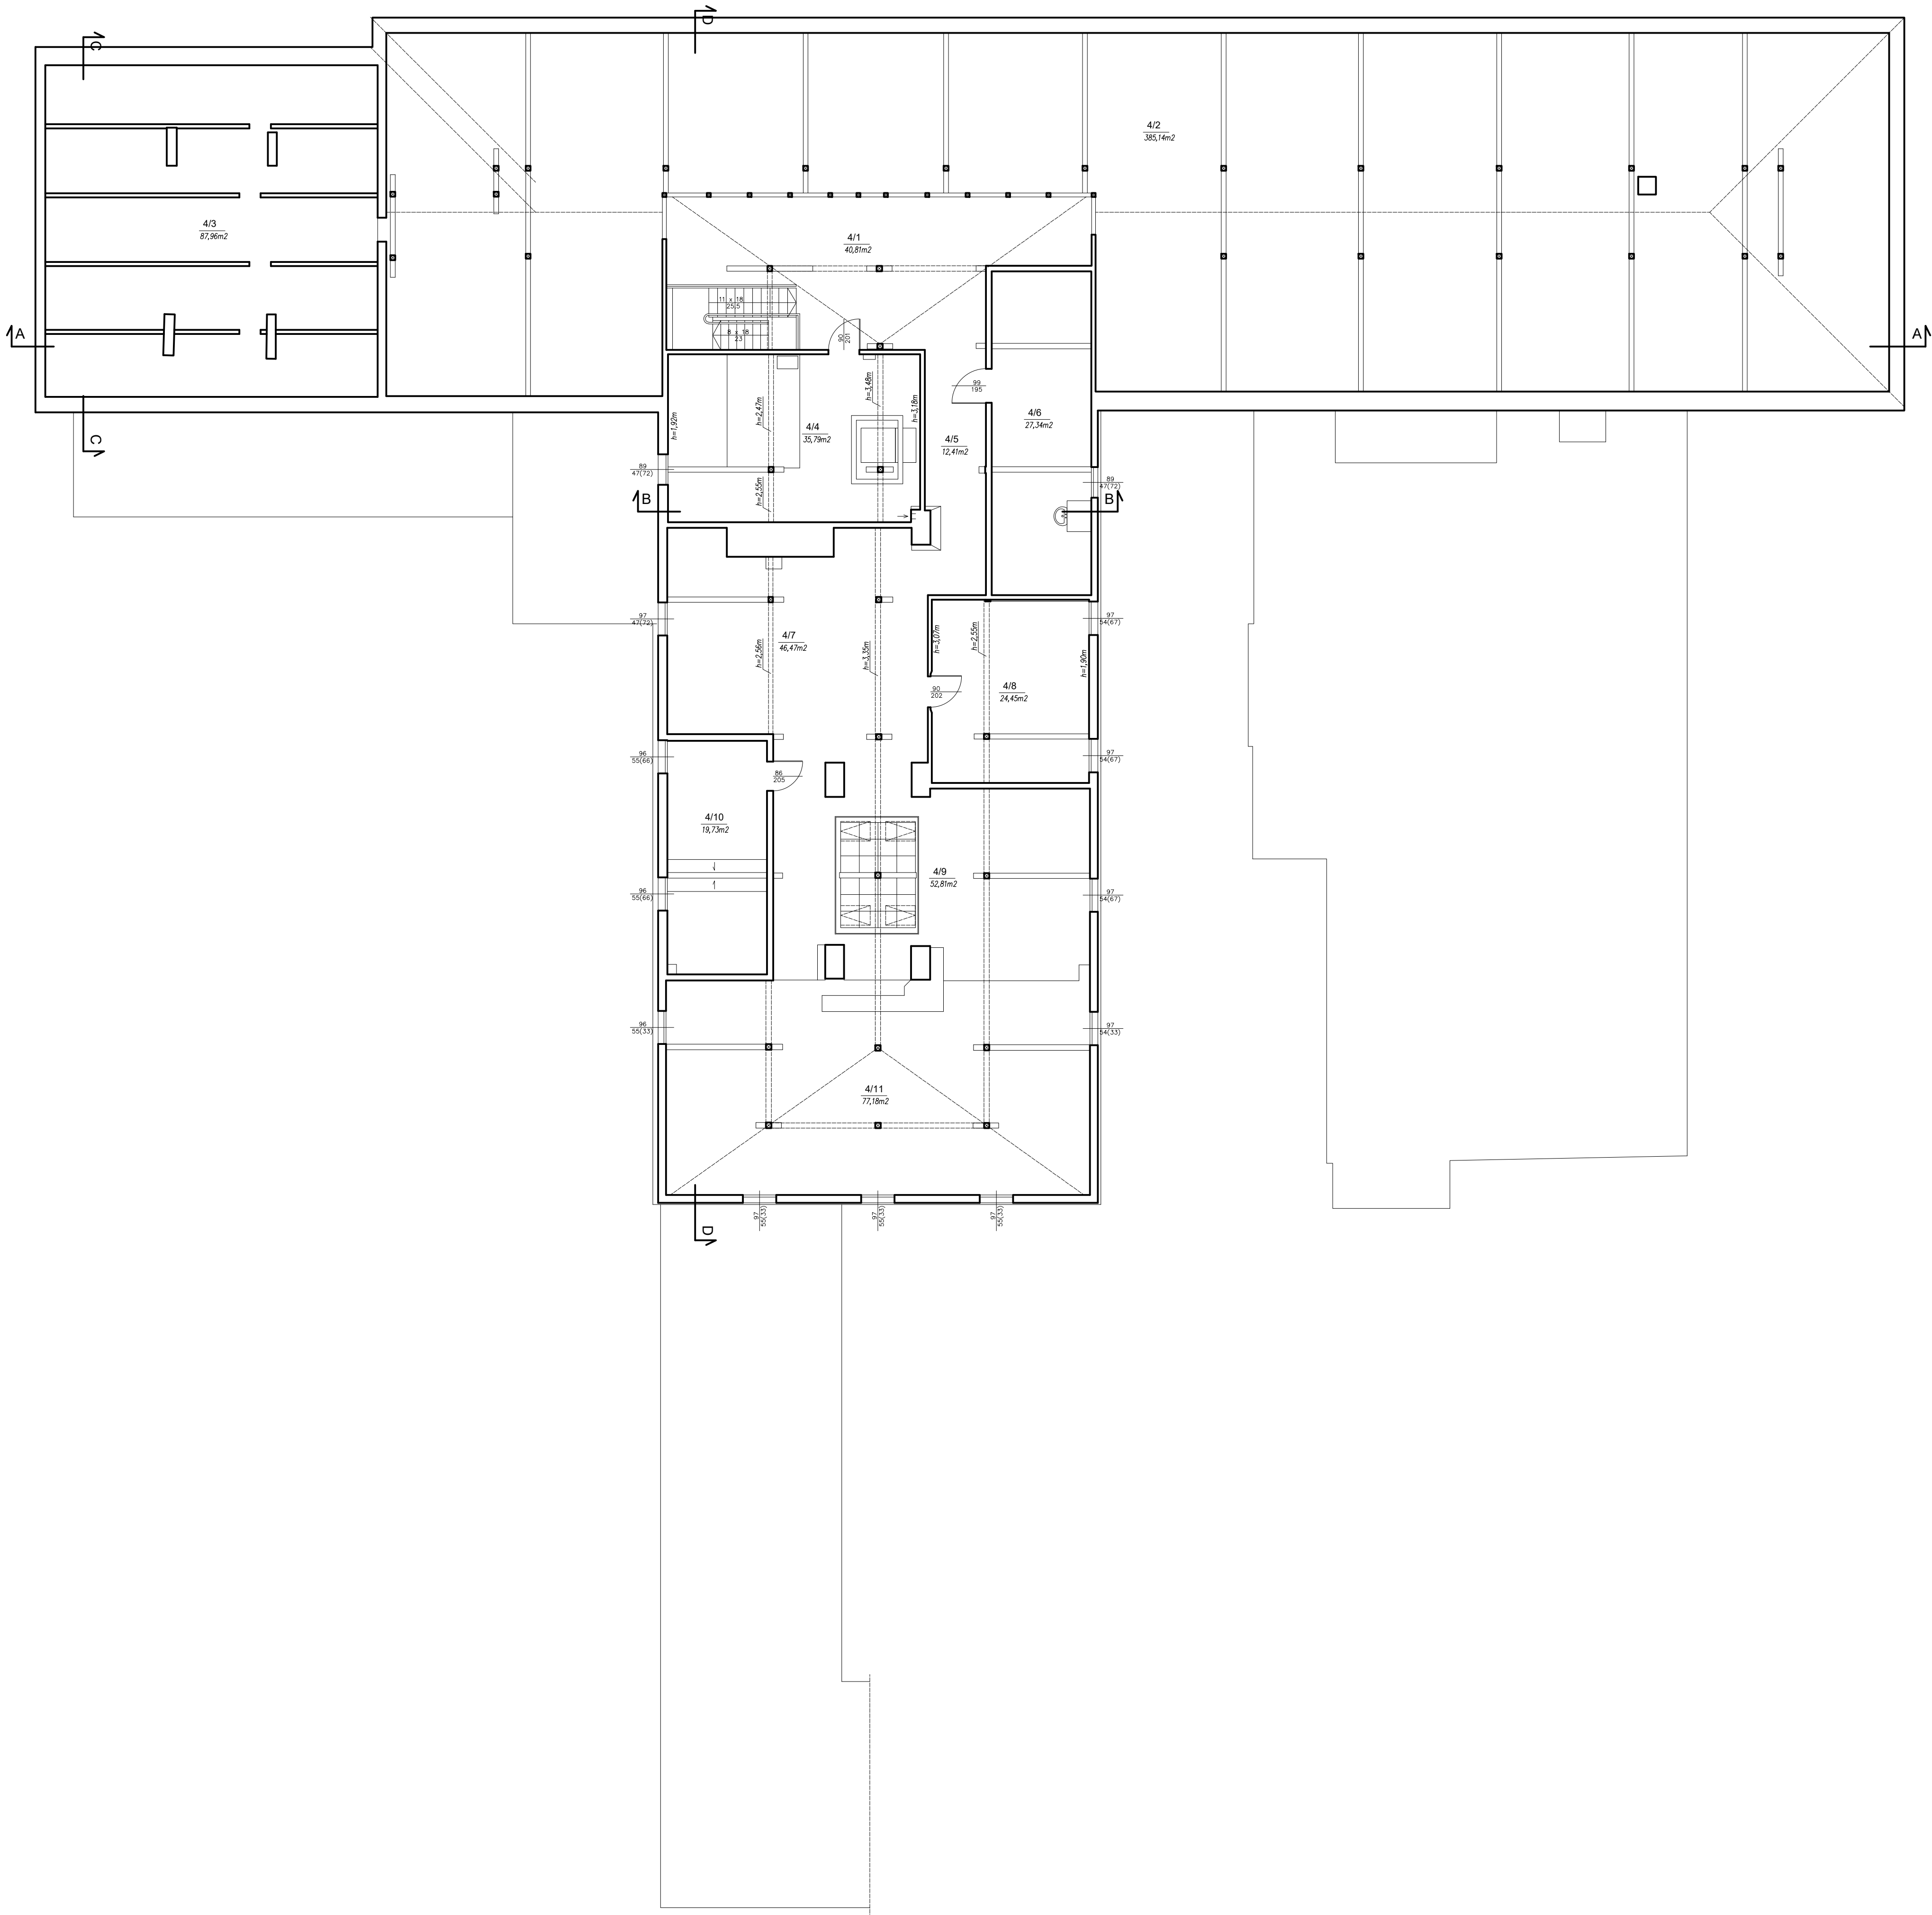 D
C
4/2
385,14m2
4/3
87,96m2
4/1
40,81m2
11 x 18
25,5
8 x 18
23
90
201
A
A
h=1,92m
h=2,47m
h=3,48m
h=3,18m
99
195
4/4
35,79m2
4/5
12,41m2
4/6
27,34m2
C
89
47(72)
89
47(72)
B
B
h=2,55m
97
47(72)
97
54(67)
4/7
46,47m2
h=2,56m
h=3,35m
h=3,07m
h=2,55m
h=1,90m
4/8
24,45m2
90
202
96
55(66)
97
54(67)
86
205
4/10
19,73m2
4/9
52,81m2
96
55(66)
97
54(67)
96
55(33)
97
54(33)
4/11
77,18m2
97
55(33)
97
55(33)
97
55(33)
D